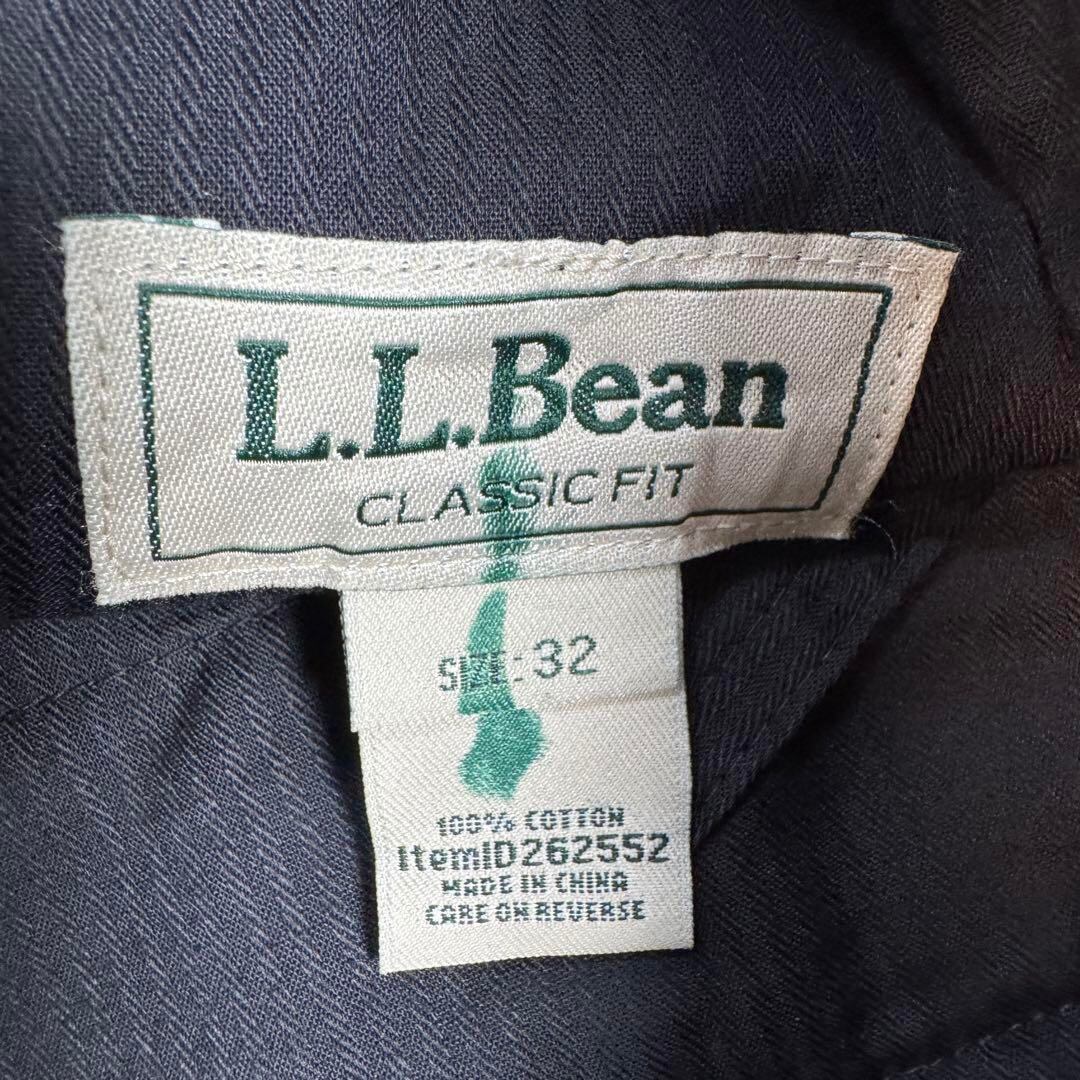 L.L.Bean
CLASSIC FIT
SIZE: 32
100% COTTON
ItemID262552
MADE IN CHINA
CARE ON REVERSE